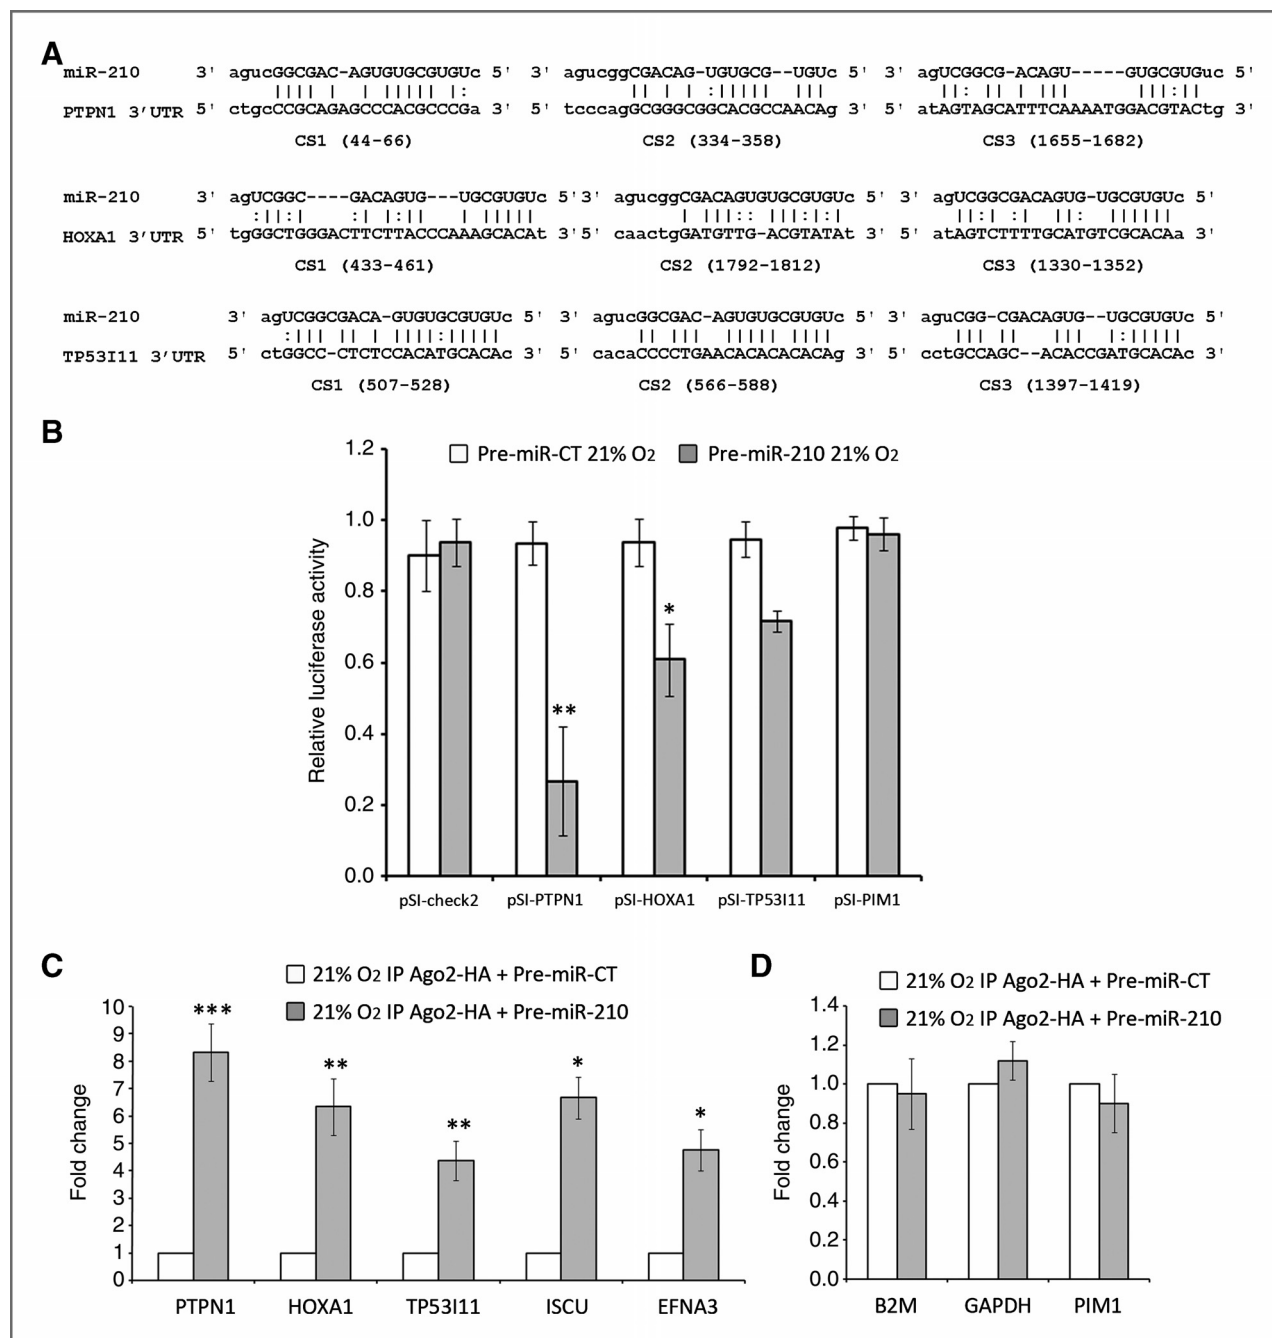 A
miR-210 3' agucGGCGAC-AGUGUGCGUGUc 5' 3' agucggCGACAG-UGUGCG--UGUc 5' 3' agUCGGCG-ACAGU-----GUGCGUGuc 5'
|||| | | |||||: || | :||||| ||| ||: ||| |||:||
PTPN1 3'UTR 5' ctgcCCGCAGAGCCCACGCCCGa 3' 5' tcccagGCGGGCGGCACGCCAACAg 3' 5' atAGTAGCATTTCAAAATGGACGTACtg 3'
CS1 (44-66) CS2 (334-358) CS3 (1655-1682)
miR-210 3' agUCGGC----GACAGUG---UGCGUGUc 5' 3' agucggCGACAGUGUGCGUGUc 5' 3' agUCGGCGACAGUG-UGCGUGUc 5'
:||:| :| |:|| | ||||| | |||:: |||:|:| ||:| :| ||: ||||||
HOXA1 3'UTR 5' tgGGCTGGGACTTCTTACCCAAAGCACAt 3' 5' caactgGATGTTG-ACGTATAt 3' 5' atAGTCTTTTGCATGTCGCACAa 3'
CS1 (433-461) CS2 (1792-1812) CS3 (1330-1352)
miR-210 3' agUCGGCGACA-GUGUGCGUGUc 5' 3' agucGGCGAC-AGUGUGCGUGUc 5' 3' aguCGG-CGACAGUG--UGCGUGUc 5'
:||| || | ||||:||||| || || ||||| |||| ||| | |||| |:|||||
TP53I11 3'UTR 5' ctGGCC-CTCTCCACATGCACAc 3' 5' cacaCCCCTGAACACACACACAg 3' 5' cctGCCAGC--ACACCGATGCACAc 3'
CS1 (507-528) CS2 (566-588) CS3 (1397-1419)
B
Pre-miR-CT 21% O2 Pre-miR-210 21% O2
Relative luciferase activity
1.2
1.0
0.8
0.6
0.4
0.2
0.0
*
**
pSI-check2 pSI-PTPN1 pSI-HOXA1 pSI-TP53I11 pSI-PIM1
C
21% O2 IP Ago2-HA + Pre-miR-CT
21% O2 IP Ago2-HA + Pre-miR-210
Fold change
10
9
8
7
6
5
4
3
2
1
0
*** ** ** * *
PTPN1 HOXA1 TP53I11 ISCU EFNA3
D
21% O2 IP Ago2-HA + Pre-miR-CT
21% O2 IP Ago2-HA + Pre-miR-210
Fold change
1.4
1.2
1.0
0.8
0.6
0.4
0.2
0.0
B2M GAPDH PIM1